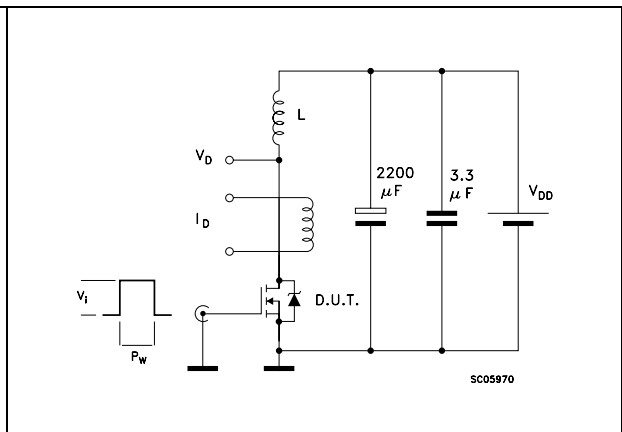 L
V_D
2200 μF
3.3 μF
V_DD
I_D
V_i
D.U.T.
P_W
SC05970